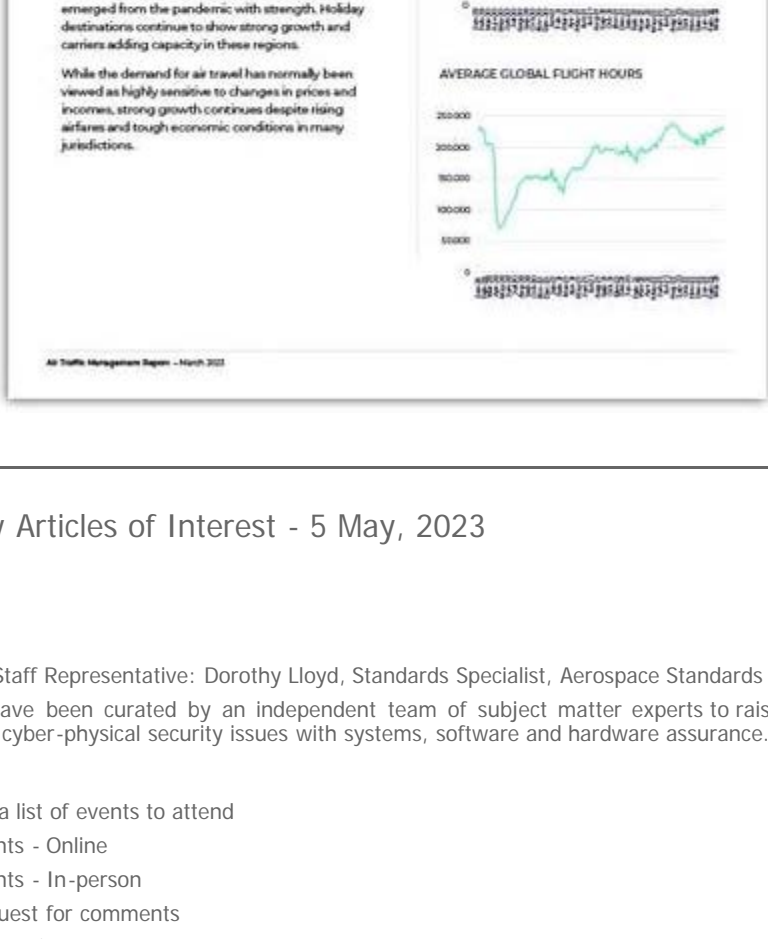 emerged from the pandemic with strength. Holiday
destinations continue to show strong growth and
carriers adding capacity in these regions.
While the demand for air travel has normally been
viewed as highly sensitive to changes in prices and
incomes, strong growth continues despite rising
airfares and tough economic conditions in many
jurisdictions.
0
AVERAGE GLOBAL FLIGHT HOURS
250000
200000
150000
100000
50000
0
Air Traffic Management Report – March 2023
Articles of Interest - 5 May, 2023
Staff Representative: Dorothy Lloyd, Standards Specialist, Aerospace Standards
ave been curated by an independent team of subject matter experts to rais
cyber-physical security issues with systems, software and hardware assurance.
a list of events to attend
nts - Online
nts - In-person
uest for comments